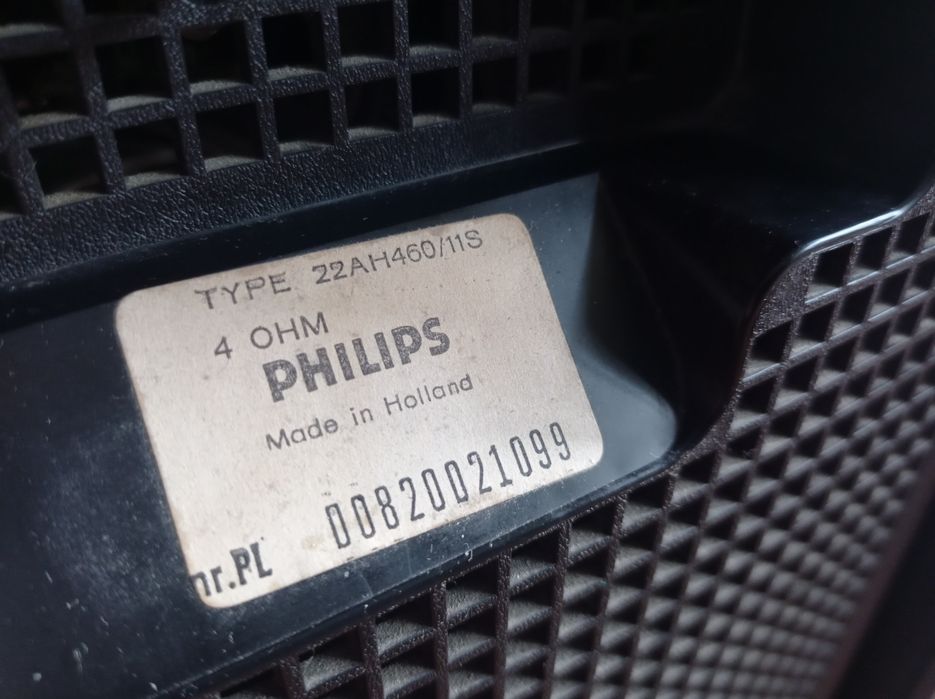 TYPE 22AH460/11S
4 OHM
PHILIPS
Made in Holland
nr.PL 00820021099